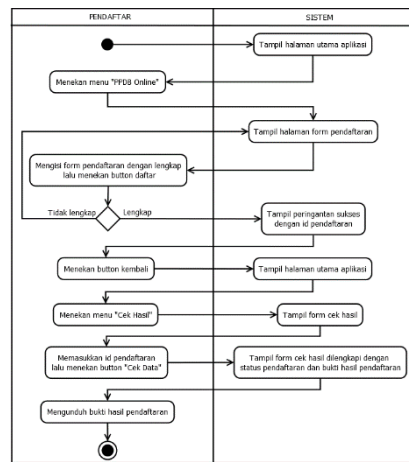 PENDAFTAR
SISTEM
Tampil halaman utama aplikasi
Menekan menu "PPDB Online"
Tampil halaman form pendaftaran
Mengisi form pendaftaran dengan lengkap
lalu menekan button daftar
Tidak lengkap
Lengkap
Tampil peringantan sukses
dengan id pendaftaran
Menekan button kembali
Tampil halaman utama aplikasi
Menekan menu "Cek Hasil"
Tampil form cek hasil
Memasukkan id pendaftaran
lalu menekan button "Cek Data"
Tampil form cek hasil dilengkapi dengan
status pendaftaran dan bukti hasil pendaftaran
Mengunduh bukti hasil pendaftaran